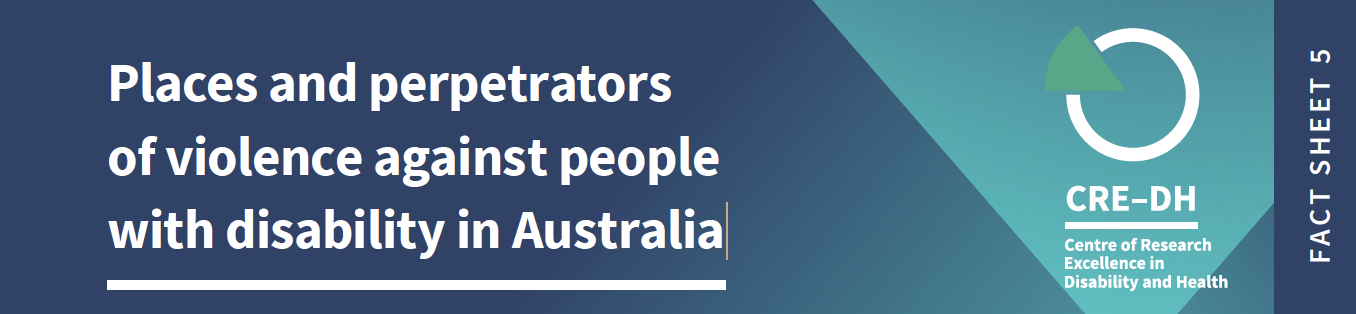 Places and perpetrators
of violence against people
with disability in Australia
CRE–DH
Centre of Research
Excellence in
Disability and Health
FACT SHEET 5